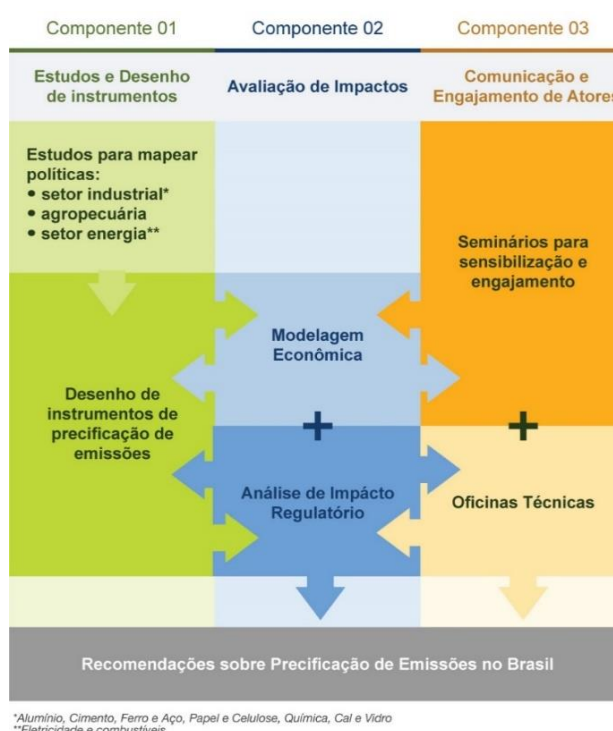 Componente 01
Componente 02
Componente 03
Estudos e Desenho
de instrumentos
Avaliação de Impactos
Comunicação e
Engajamento de Atores
Estudos para mapear
políticas:
• setor industrial*
• agropecuária
• setor energia**
Seminários para
sensibilização e
engajamento
Modelagem
Econômica
Desenho de
instrumentos de
precificação de
emissões
+
+
Análise de Impácto
Regulatório
Oficinas Técnicas
Recomendações sobre Precificação de Emissões no Brasil
*Alumínio, Cimento, Ferro e Aço, Papel e Celulose, Química, Cal e Vidro
**Eletricidade e combustíveis